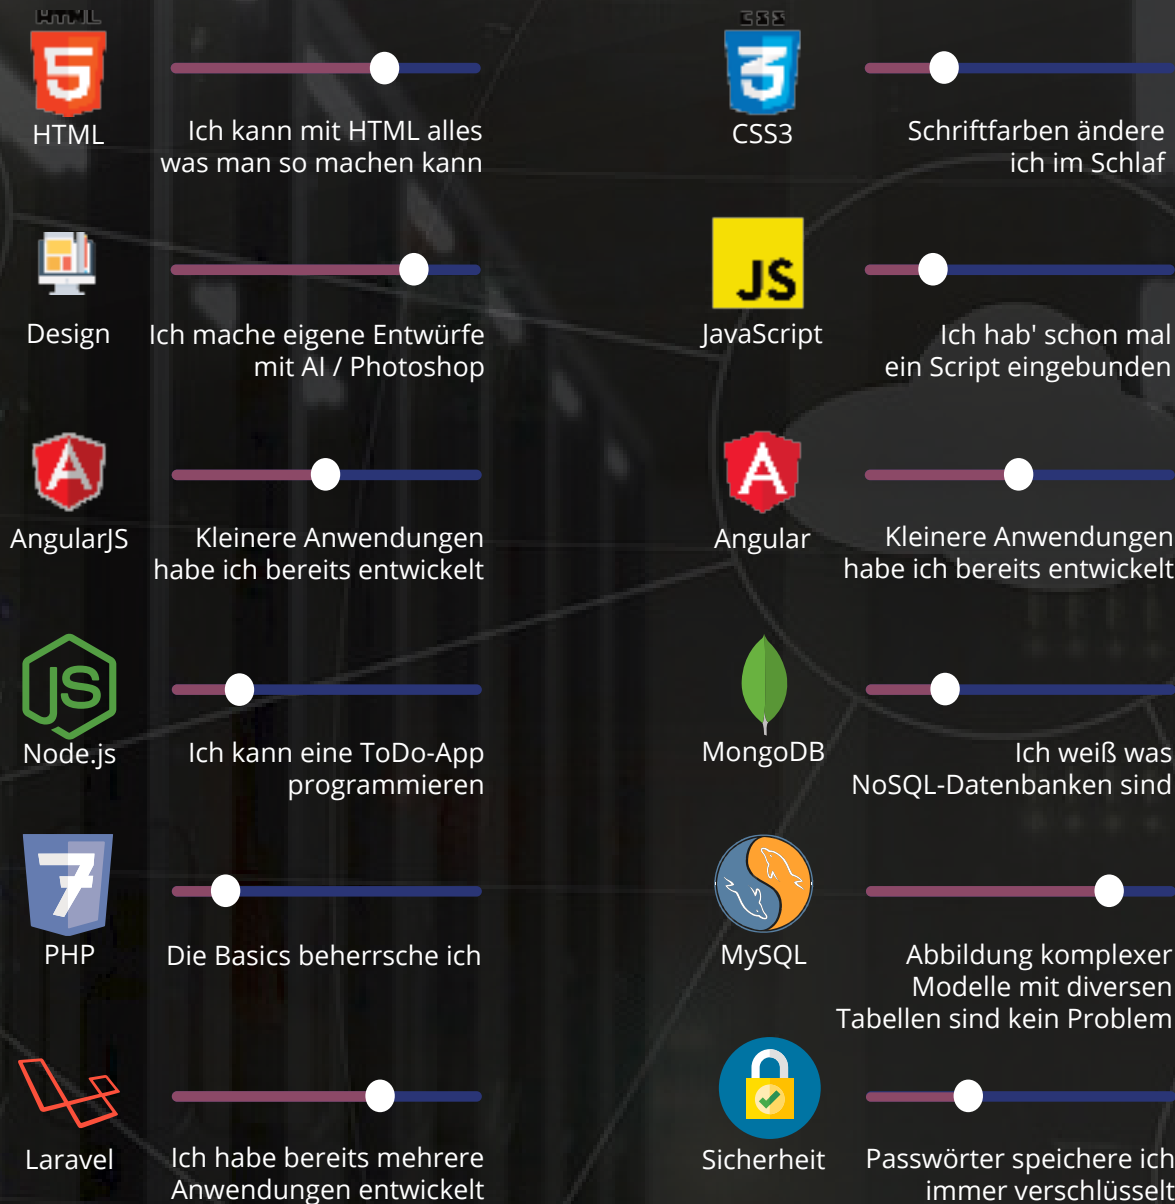 HTML
5
HTML
Ich kann mit HTML alles
was man so machen kann
CSS
3
CSS3
Schriftfarben ändere
ich im Schlaf
Design
Ich mache eigene Entwürfe
mit AI / Photoshop
JS
JavaScript
Ich hab' schon mal
ein Script eingebunden
A
AngularJS
Kleinere Anwendungen
habe ich bereits entwickelt
A
Angular
Kleinere Anwendungen
habe ich bereits entwickelt
JS
Node.js
Ich kann eine ToDo-App
programmieren
MongoDB
Ich weiß was
NoSQL-Datenbanken sind
7
PHP
Die Basics beherrsche ich
MySQL
Abbildung komplexer
Modelle mit diversen
Tabellen sind kein Problem
Laravel
Ich habe bereits mehrere
Anwendungen entwickelt
Sicherheit
Passwörter speichere ich
immer verschlüsselt